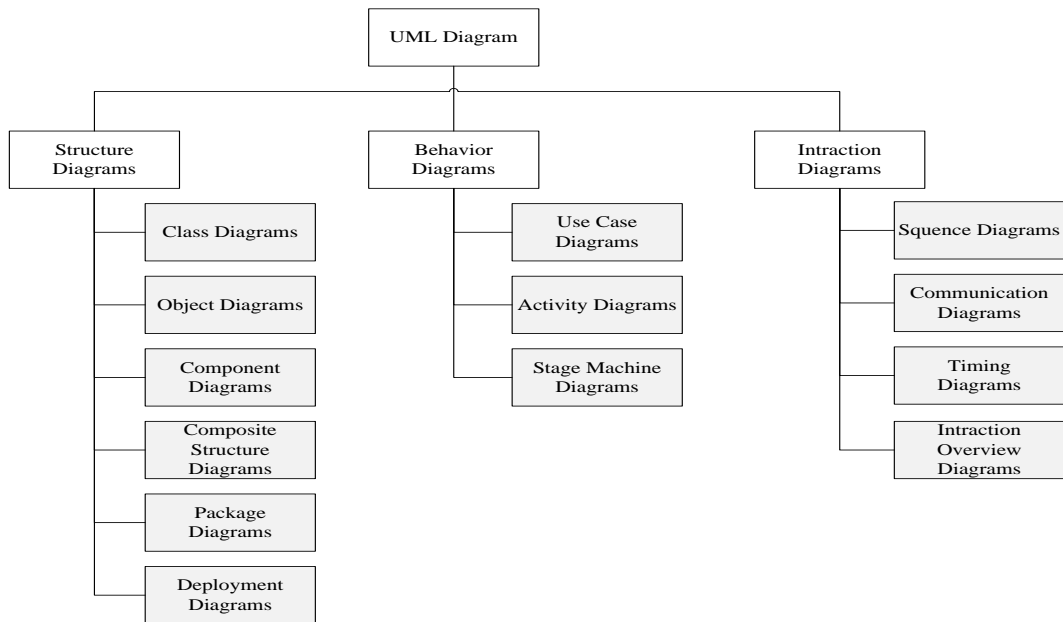 UML Diagram
Structure
Diagrams
Behavior
Diagrams
Intraction
Diagrams
Class Diagrams
Object Diagrams
Component
Diagrams
Composite
Structure
Diagrams
Package
Diagrams
Deployment
Diagrams
Use Case
Diagrams
Activity Diagrams
Stage Machine
Diagrams
Squence Diagrams
Communication
Diagrams
Timing
Diagrams
Intraction
Overview
Diagrams